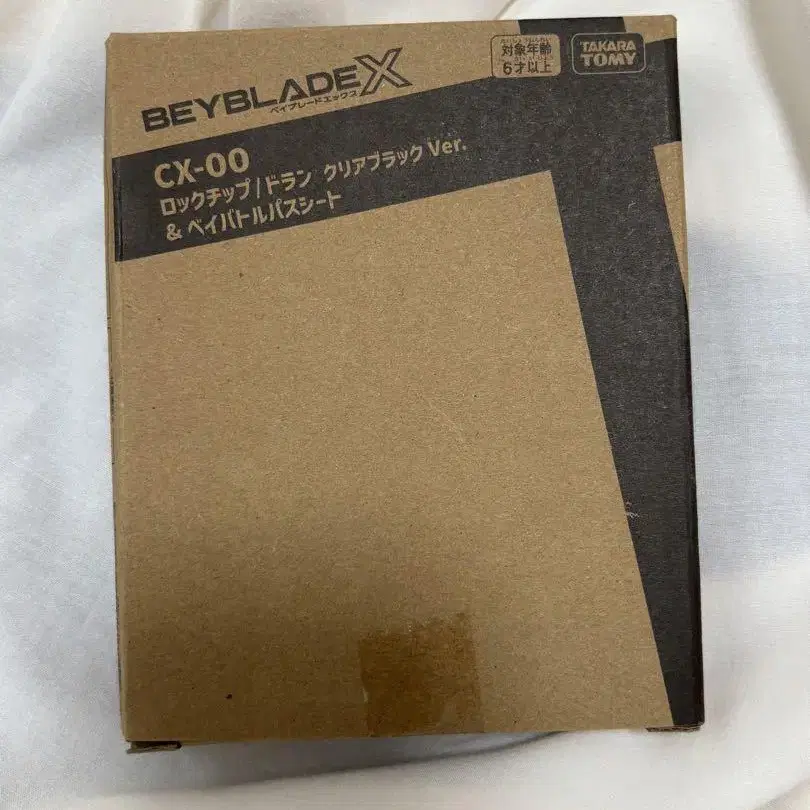 BEYBLADE X
ベイブレードエックス
対象年齢
6才以上
TAKARA
TOMY
CX-00
ロックチップ/ドラン クリアブラック Ver.
& ベイバトルパスシート